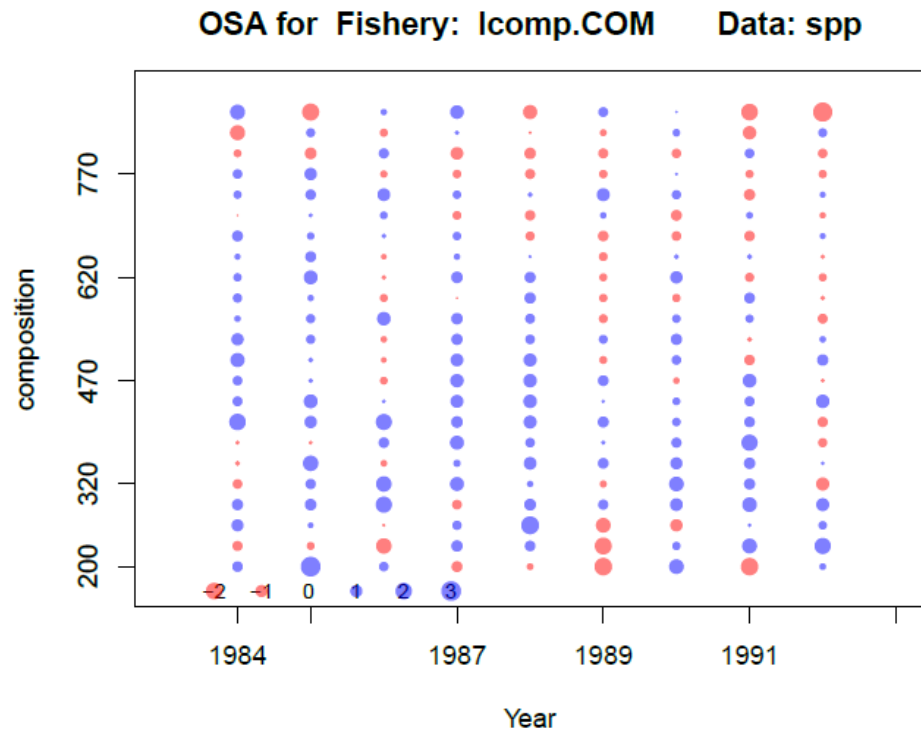 OSA for Fishery: lcomp.COM Data: spp
770
620
composition
470
320
200
−2 −1 0 1 2 3
1984 1987 1989 1991
Year